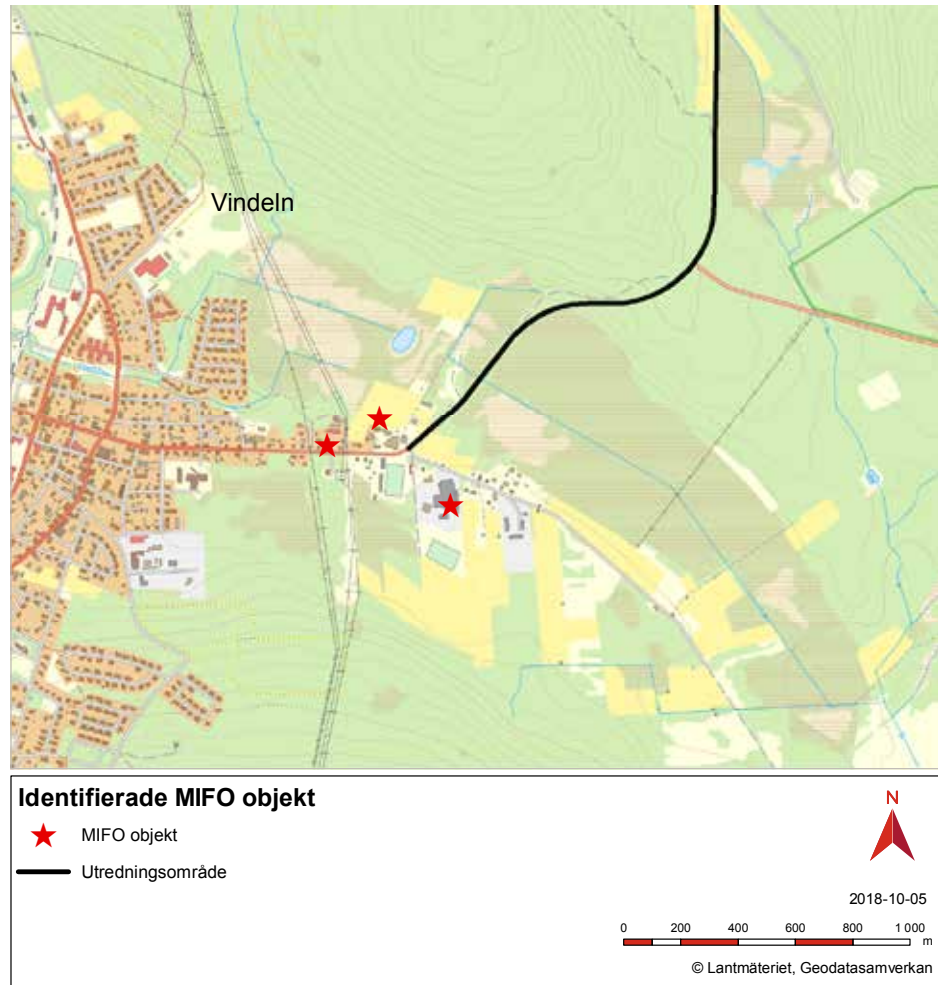 Vindeln
Identifierade MIFO objekt
MIFO objekt
Utredningsområde
N
2018-10-05
0 200 400 600 800 1 000
m
© Lantmäteriet, Geodatasamverkan